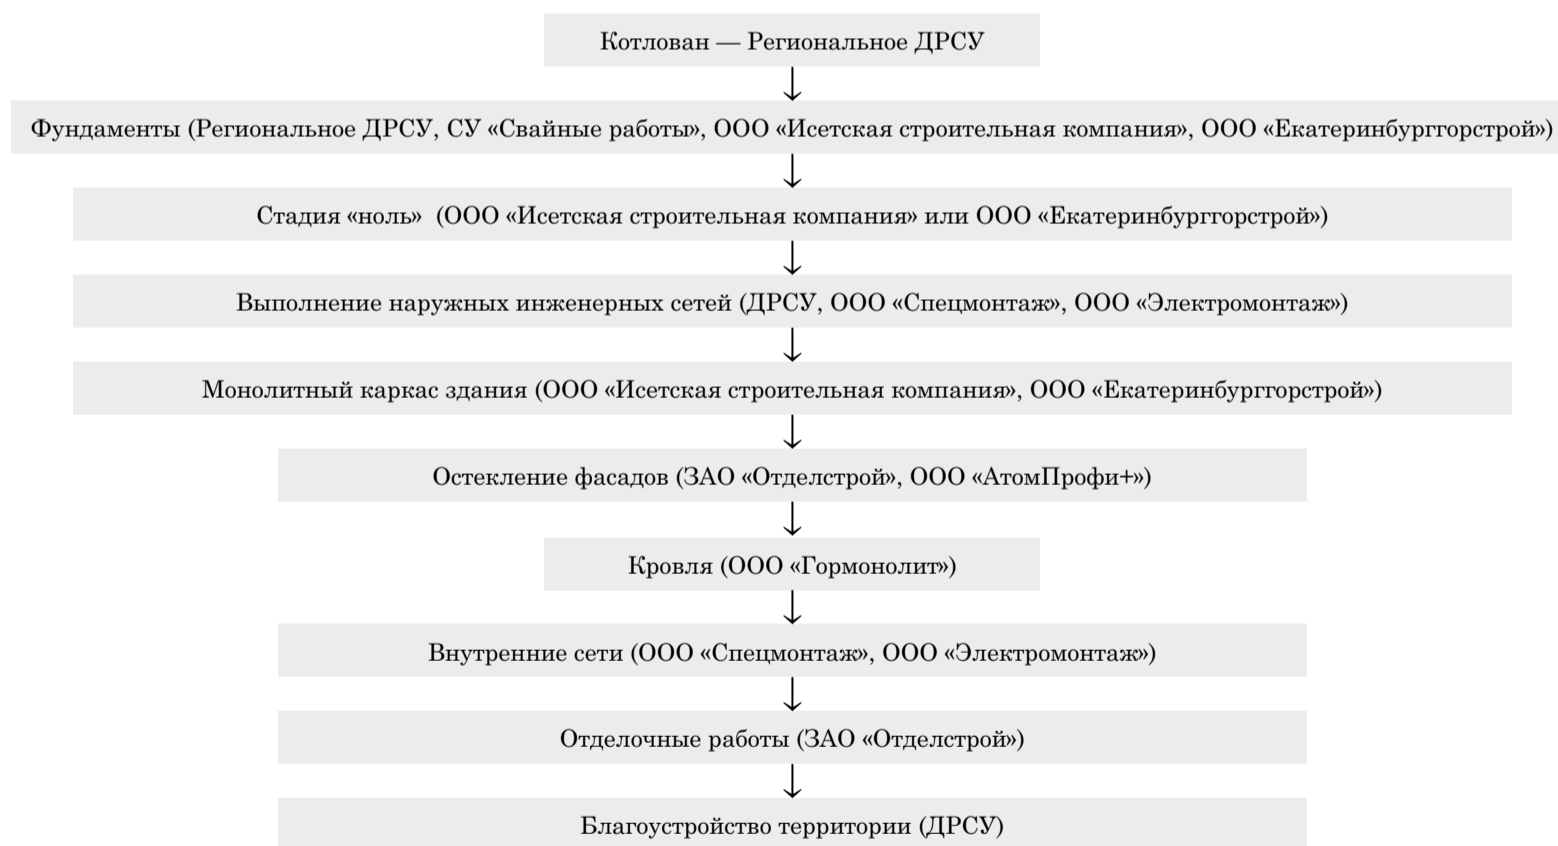 Котлован — Региональное ДРСУ
Фундаменты (Региональное ДРСУ, СУ «Свайные работы», ООО «Исетская строительная компания», ООО «Екатеринбурггорстрой»)
Стадия «ноль» (ООО «Исетская строительная компания» или ООО «Екатеринбурггорстрой»)
Выполнение наружных инженерных сетей (ДРСУ, ООО «Спецмонтаж», ООО «Электромонтаж»)
Монолитный каркас здания (ООО «Исетская строительная компания», ООО «Екатеринбурггорстрой»)
Остекление фасадов (ЗАО «Отделстрой», ООО «АтомПрофи+»)
Кровля (ООО «Гормонолит»)
Внутренние сети (ООО «Спецмонтаж», ООО «Электромонтаж»)
Отделочные работы (ЗАО «Отделстрой»)
Благоустройство территории (ДРСУ)